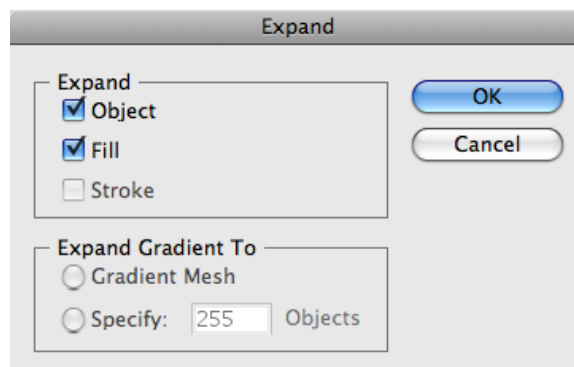 Expand
Expand
Object
Fill
Stroke
OK
Cancel
Expand Gradient To
Gradient Mesh
Specify: 255 Objects